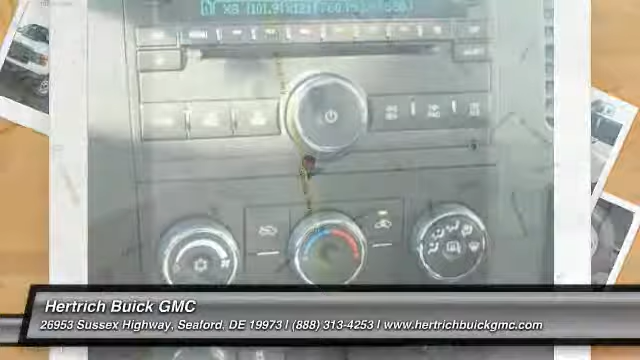 Hertrich Buick GMC
26953 Sussex Highway, Seaford, DE 19973 I (888) 313-4253 I www.hertrichbuickgmc.com